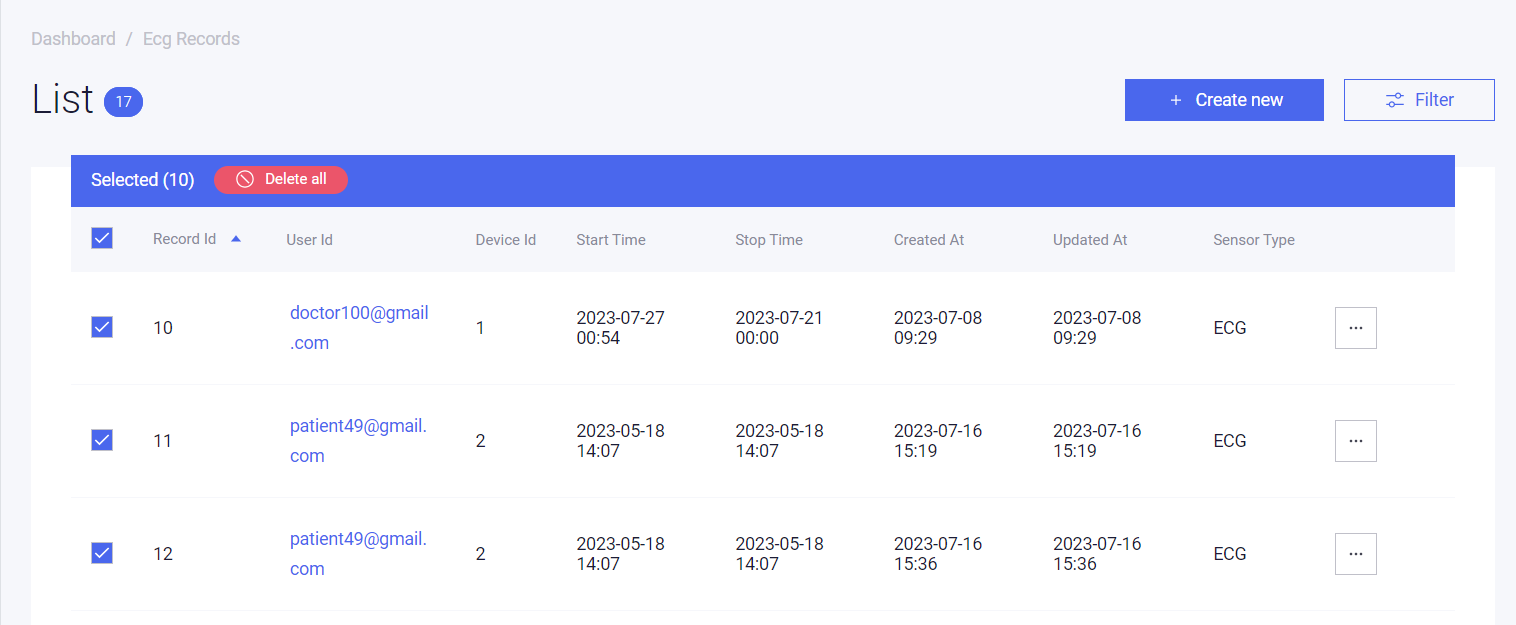 Dashboard / Ecg Records
List 17
+ Create new
Filter
Selected (10) Delete all
Record Id User Id Device Id Start Time Stop Time Created At Updated At Sensor Type
10 doctor100@gmail
.com 1 2023-07-27
00:54 2023-07-21
00:00 2023-07-08
09:29 2023-07-08
09:29 ECG ...
11 patient49@gmail.
com 2 2023-05-18
14:07 2023-05-18
14:07 2023-07-16
15:19 2023-07-16
15:19 ECG ...
12 patient49@gmail.
com 2 2023-05-18
14:07 2023-05-18
14:07 2023-07-16
15:36 2023-07-16
15:36 ECG ...